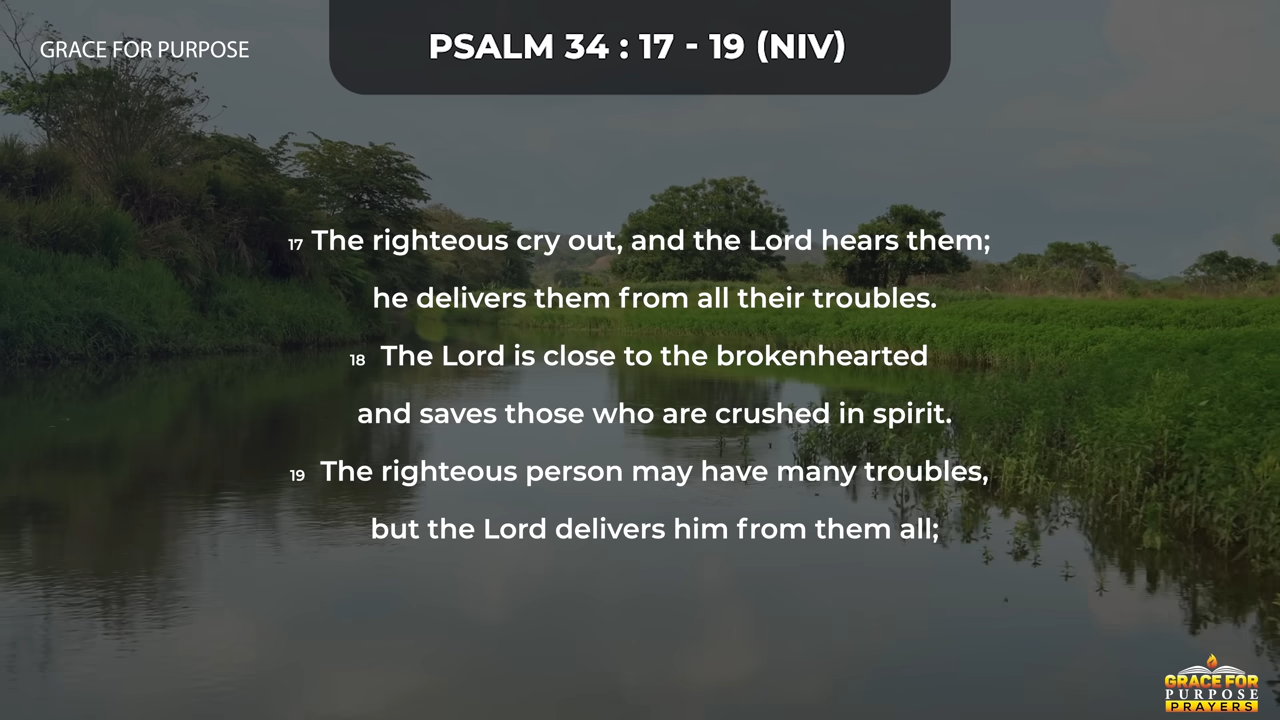 GRACE FOR PURPOSE
PSALM 34 : 17 - 19 (NIV)
17 The righteous cry out, and the Lord hears them;
he delivers them from all their troubles.
18 The Lord is close to the brokenhearted
and saves those who are crushed in spirit.
19 The righteous person may have many troubles,
but the Lord delivers him from them all;
GRACE FOR
PURPOSE
PRAYERS